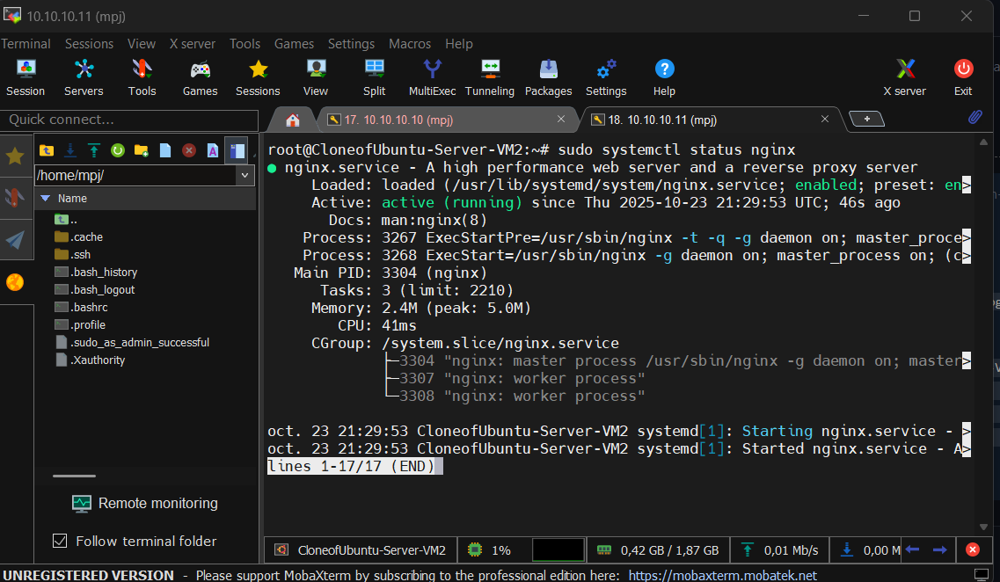 10.10.10.11 (mpj)
Terminal Sessions View X server Tools Games Settings Macros Help
Session Servers Tools Games Sessions View Split MultiExec Tunneling Packages Settings Help X server Exit
Quick connect...
17. 10.10.10.10 (mpj)
18. 10.10.10.11 (mpj)
/home/mpj/
Name
..
.cache
.ssh
.bash_history
.bash_logout
.bashrc
.profile
.sudo_as_admin_successful
.Xauthority
Remote monitoring
Follow terminal folder
root@CloneofUbuntu-Server-VM2:~# sudo systemctl status nginx
● nginx.service - A high performance web server and a reverse proxy server
Loaded: loaded (/usr/lib/systemd/system/nginx.service; enabled; preset: en>
Active: active (running) since Thu 2025-10-23 21:29:53 UTC; 46s ago
Docs: man:nginx(8)
Process: 3267 ExecStartPre=/usr/sbin/nginx -t -q -g daemon on; master_proce>
Process: 3268 ExecStart=/usr/sbin/nginx -g daemon on; master_process on; (c>
Main PID: 3304 (nginx)
Tasks: 3 (limit: 2210)
Memory: 2.4M (peak: 5.0M)
CPU: 41ms
CGroup: /system.slice/nginx.service
├─3304 "nginx: master process /usr/sbin/nginx -g daemon on; master>
├─3307 "nginx: worker process"
└─3308 "nginx: worker process"
oct. 23 21:29:53 CloneofUbuntu-Server-VM2 systemd[1]: Starting nginx.service - >
oct. 23 21:29:53 CloneofUbuntu-Server-VM2 systemd[1]: Started nginx.service - A>
lines 1-17/17 (END)
CloneofUbuntu-Server-VM2 1% 0,42 GB / 1,87 GB 0,01 Mb/s 0,00 M
UNREGISTERED VERSION - Please support MobaXterm by subscribing to the professional edition here: https://mobaxterm.mobatek.net